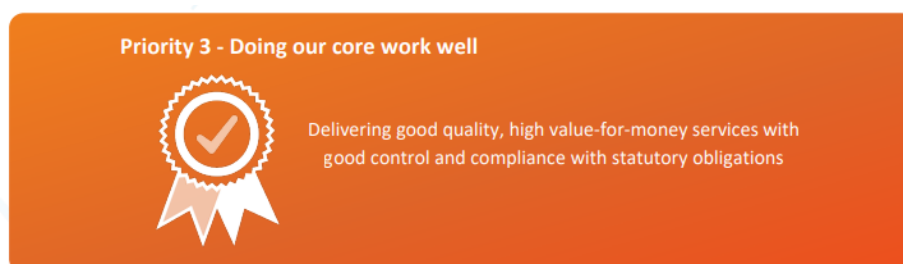 Priority 3 - Doing our core work well
Delivering good quality, high value-for-money services with
good control and compliance with statutory obligations